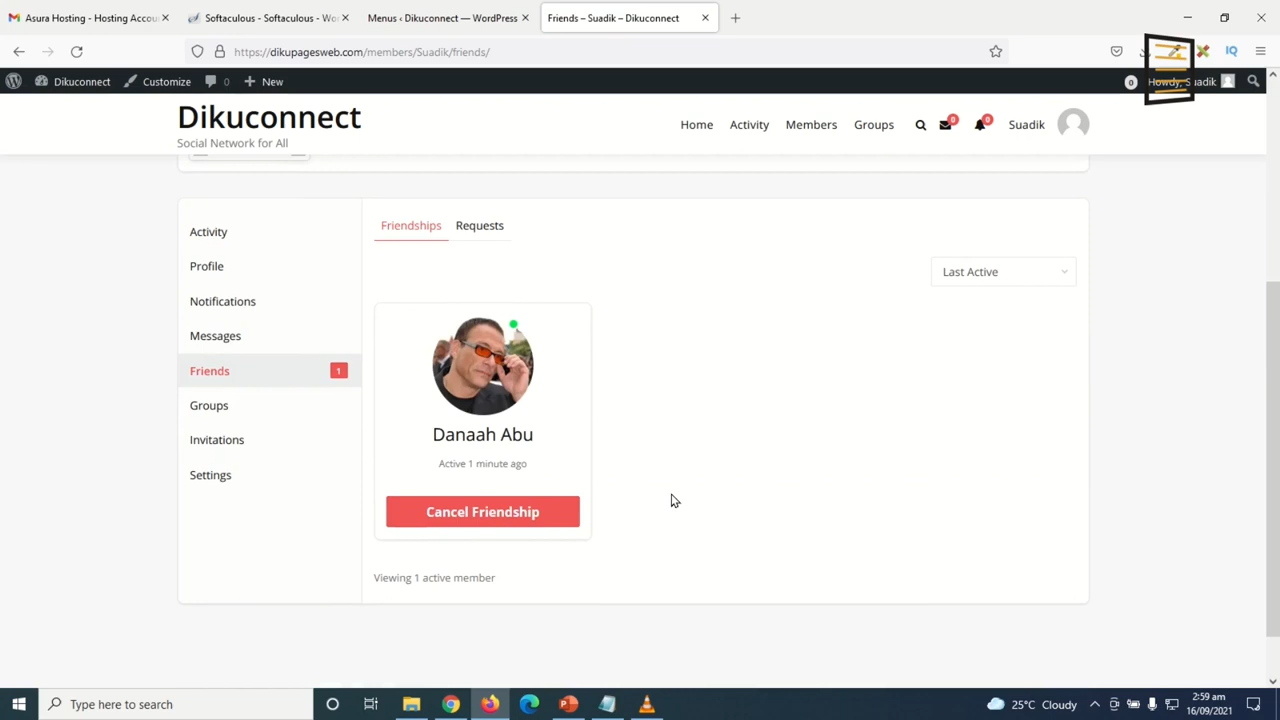 Asura Hosting - Hosting Accou
Softaculous - Softaculous - Wo
Menus ‹ Dikuconnect — WordPress
Friends – Suadik – Dikuconnect
https://dikupagesweb.com/members/Suadik/friends/
IQ
Dikuconnect
Customize
0
New
0
Howdy, Suadik
Dikuconnect
Social Network for All
Home
Activity
Members
Groups
0
0
Suadik
Activity
Profile
Notifications
Messages
Friends
1
Groups
Invitations
Settings
Friendships
Requests
Last Active
Danaah Abu
Active 1 minute ago
Cancel Friendship
Viewing 1 active member
Type here to search
25°C Cloudy
2:59 am
16/09/2021